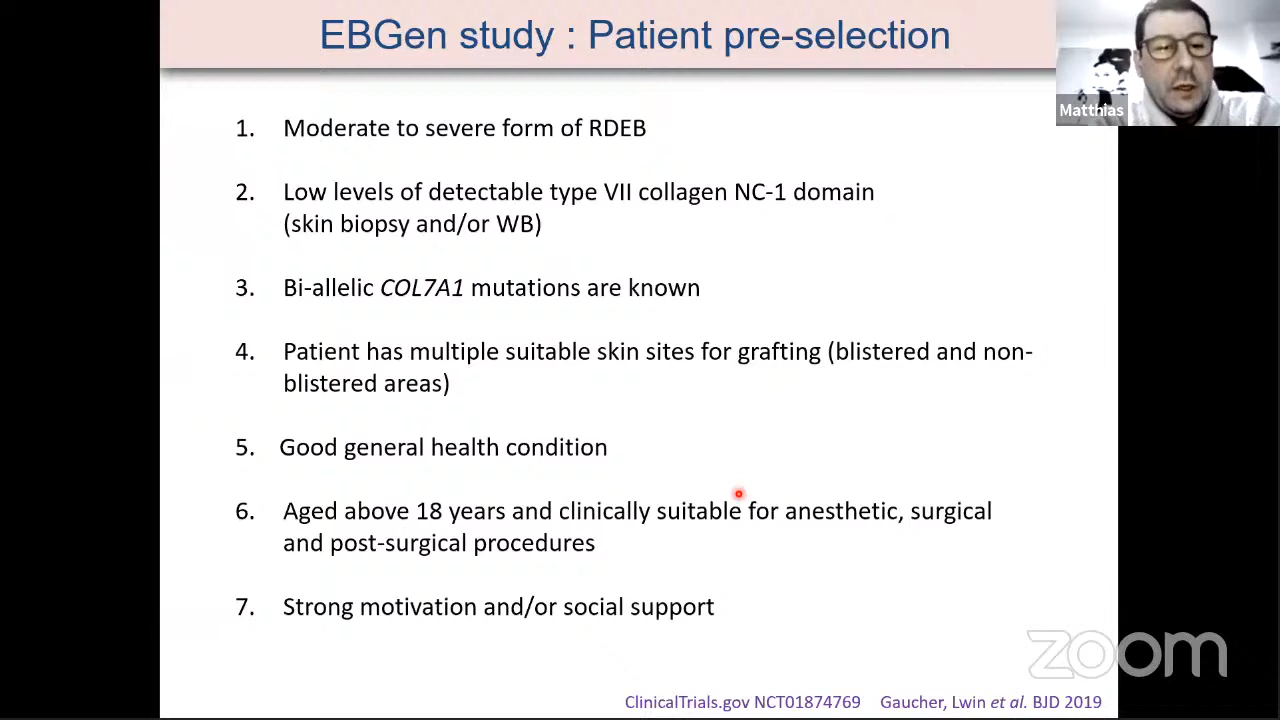 EBGen study : Patient pre-selection
Matthias
1. Moderate to severe form of RDEB
2. Low levels of detectable type VII collagen NC-1 domain
(skin biopsy and/or WB)
3. Bi-allelic COL7A1 mutations are known
4. Patient has multiple suitable skin sites for grafting (blistered and non-
blistered areas)
5. Good general health condition
6. Aged above 18 years and clinically suitable for anesthetic, surgical
and post-surgical procedures
7. Strong motivation and/or social support
zoom
ClinicalTrials.gov NCT01874769 Gaucher, Lwin et al. BJD 2019